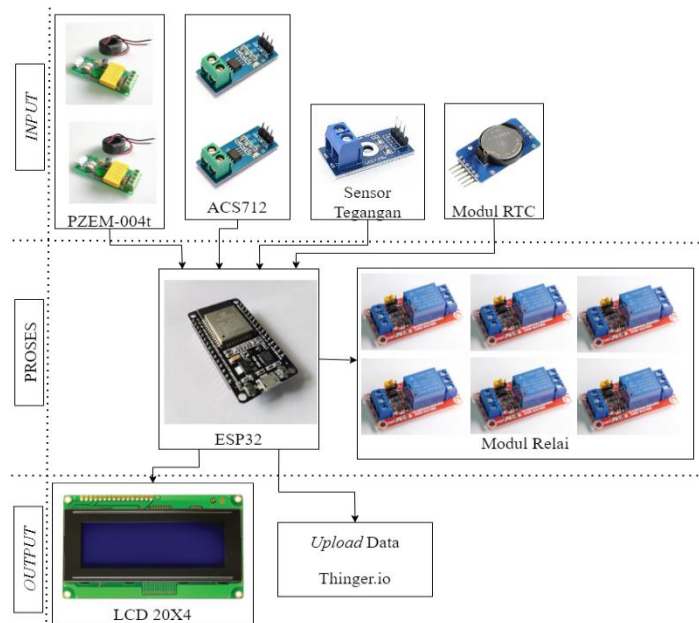 INPUT
PZEM-004t
ACS712
Sensor
Tegangan
Modul RTC
PROSES
ESP32
Modul Relai
OUTPUT
LCD 20X4
Upload Data
Thinger.io